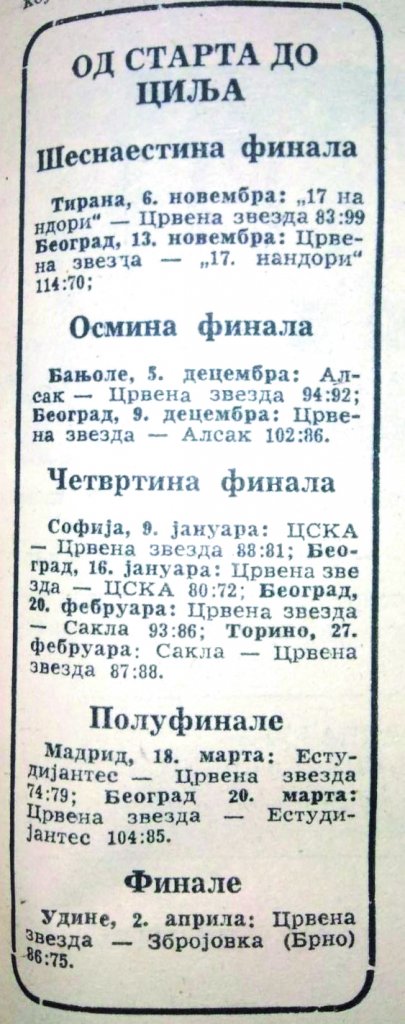 ОД СТАРТА ДО
ЦИЉА
Шеснаестина финала
Тирана, 6. новембра: „17 на
ндори“ — Црвена звезда 83:99
Београд, 13. новембра: Црве-
на звезда — „17. нандори“
114:70;
Осмина финала
Бањоле, 5. децембра: Ал-
сак — Црвена звезда 94:92;
Београд, 9. децембра: Црве-
на звезда — Алсак 102:86.
Четвртина финала
Софија, 9. јануара: ЦСКА
— Црвена звезда 88:81; Бео-
град, 16. јануара: Црвена зве
зда — ЦСКА 80:72; Београд,
20. фебруара: Црвена звезда
— Сакла 93:86; Торино, 27.
фебруара: Сакла — Црвена
звезда 87:88.
Полуфинале
Мадрид, 18. марта: Есту-
дијантес — Црвена звезда
74:79; Београд 20. марта:
Црвена звезда — Естуди-
јантес 104:85.
Финале
Удине, 2. априла: Црвена
звезда — Збројовка (Брно)
86:75.